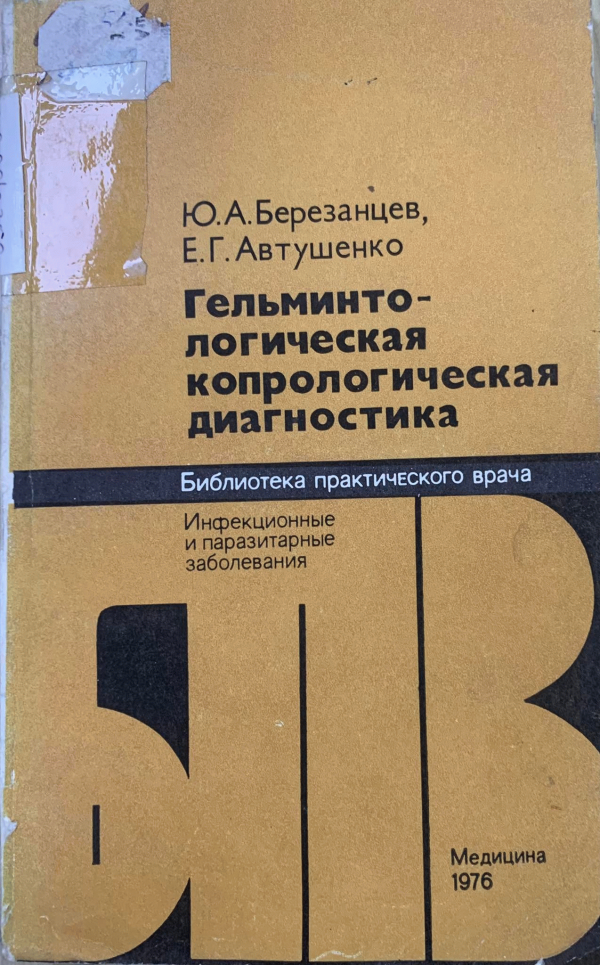 Ю.А.Березанцев,
Е.Г.Автушенко
Гельминто-
логическая
копрологическая
диагностика
Библиотека практического врача
Инфекционные
и паразитарные
заболевания
БПВ
Медицина
1976